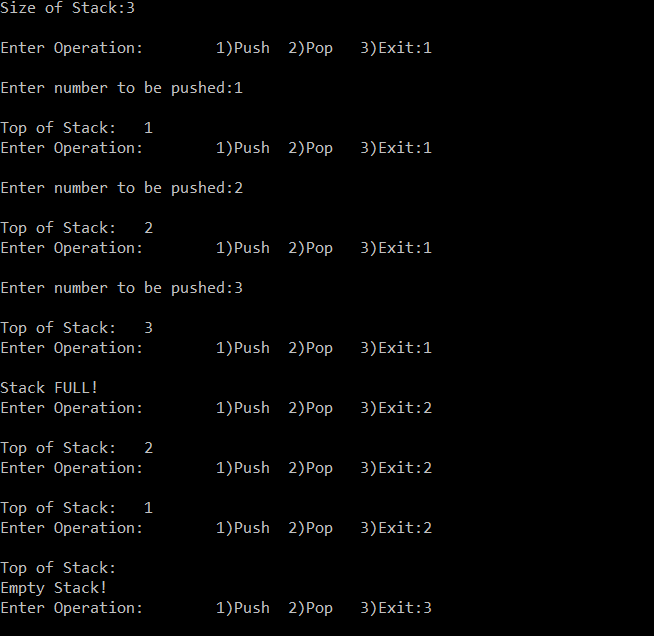 Size of Stack:3
Enter Operation:        1)Push  2)Pop   3)Exit:1
Enter number to be pushed:1
Top of Stack:   1
Enter Operation:        1)Push  2)Pop   3)Exit:1
Enter number to be pushed:2
Top of Stack:   2
Enter Operation:        1)Push  2)Pop   3)Exit:1
Enter number to be pushed:3
Top of Stack:   3
Enter Operation:        1)Push  2)Pop   3)Exit:1
Stack FULL!
Enter Operation:        1)Push  2)Pop   3)Exit:2
Top of Stack:   2
Enter Operation:        1)Push  2)Pop   3)Exit:2
Top of Stack:   1
Enter Operation:        1)Push  2)Pop   3)Exit:2
Top of Stack:
Empty Stack!
Enter Operation:        1)Push  2)Pop   3)Exit:3